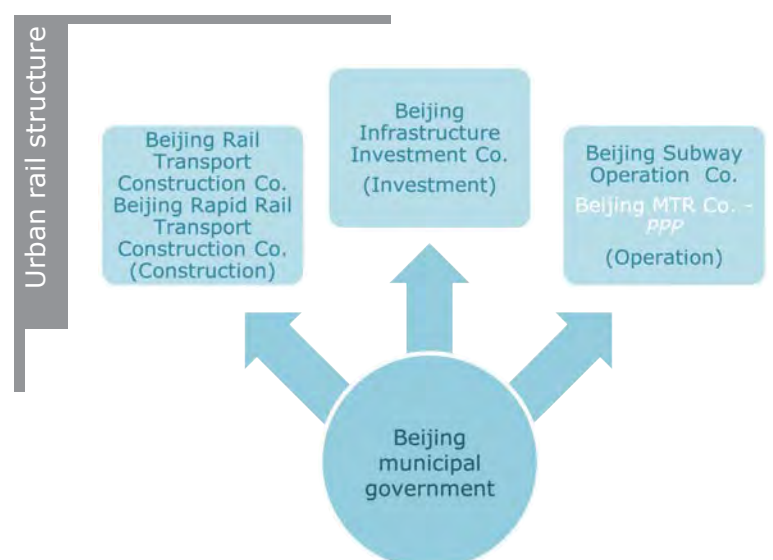 Urban rail structure
Beijing Rail
Transport
Construction Co.
Beijing Rapid Rail
Transport
Construction Co.
(Construction)
Beijing
Infrastructure
Investment Co.
(Investment)
Beijing Subway
Operation Co.
Beijing MTR Co. -
PPP
(Operation)
Beijing
municipal
government